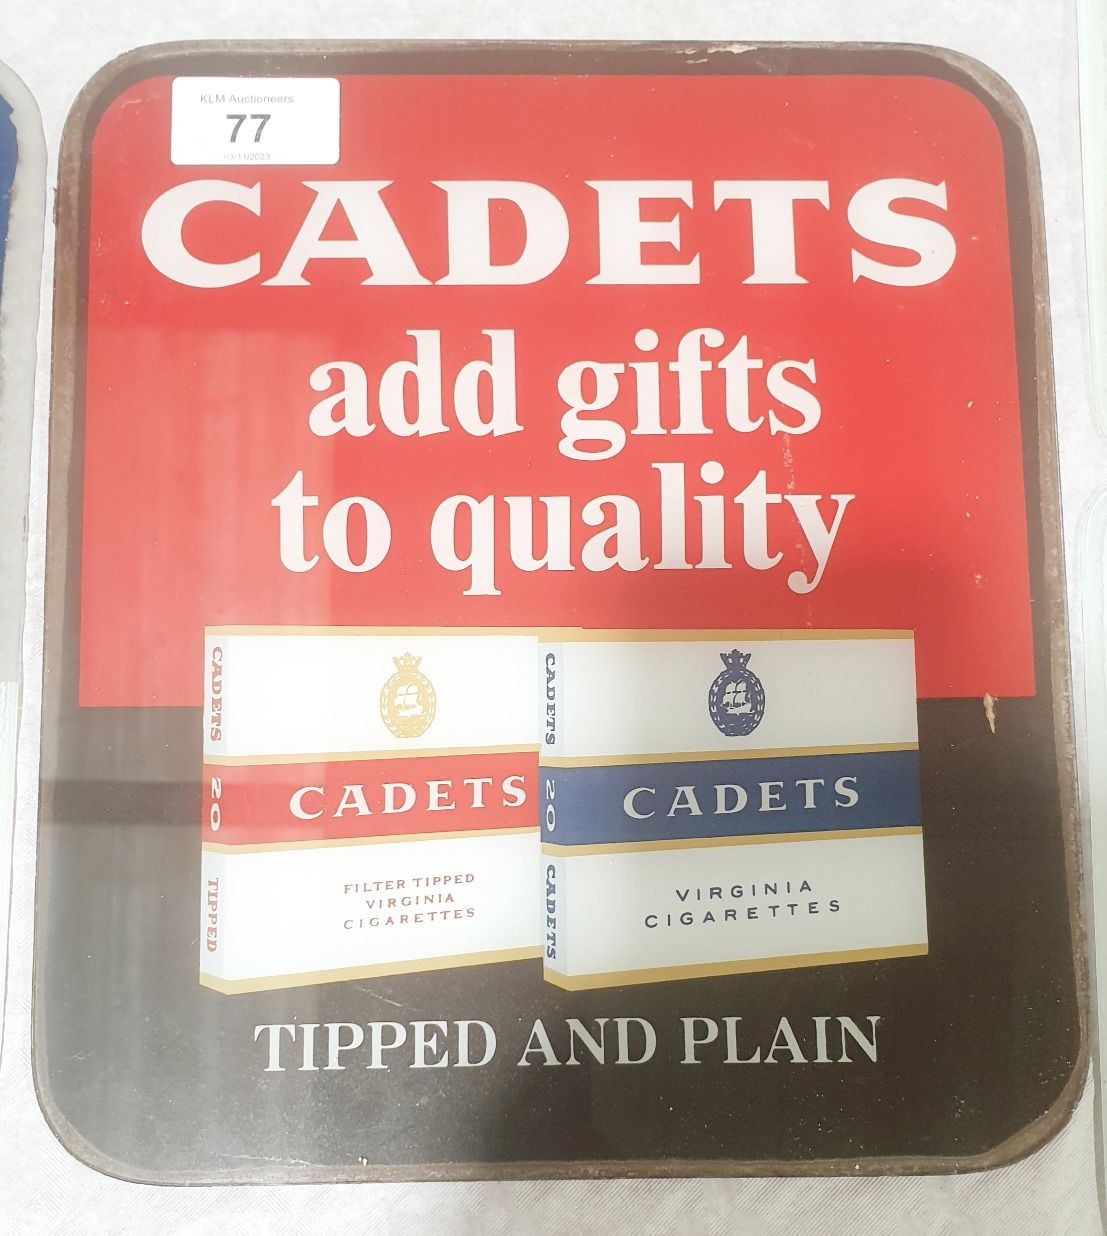 KLM Auctioneers
77
03/11/2023
CADETS
add gifts
to quality
CADETS
20
TIPPED
CADETS
FILTER TIPPED
VIRGINIA
CIGARETTES
CADETS
20
CADETS
CADETS
VIRGINIA
CIGARETTES
TIPPED AND PLAIN